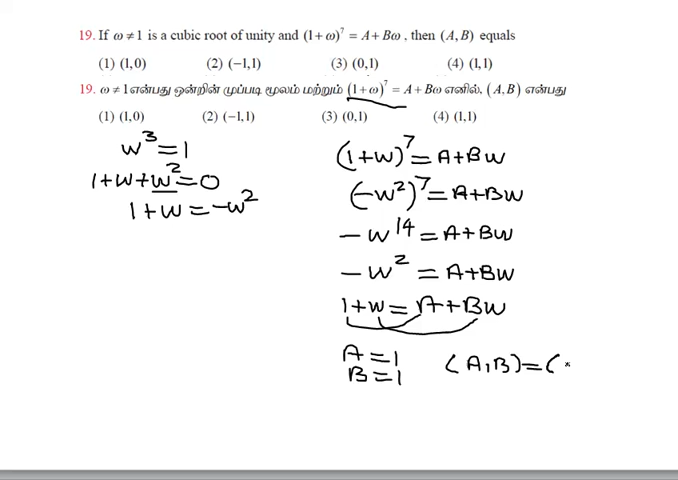 19. If ω ≠ 1 is a cubic root of unity and (1+ω)⁷ = A + Bω, then (A, B) equals
(1) (1,0) (2) (−1,1) (3) (0,1) (4) (1,1)
19. ω ≠ 1 என்பது ஒன்றின் முப்படி மூலம் மற்றும் (1+ω)⁷ = A + Bω எனில், (A, B) என்பது
(1) (1,0) (2) (−1,1) (3) (0,1) (4) (1,1)
w³ = 1
1+w+w² = 0
1+w = -w²
(1+w)⁷ = A+Bw
(-w²)⁷ = A+Bw
-w¹⁴ = A+Bw
-w² = A+Bw
1+w = A+Bw
A = 1
B = 1
(A,B) = (